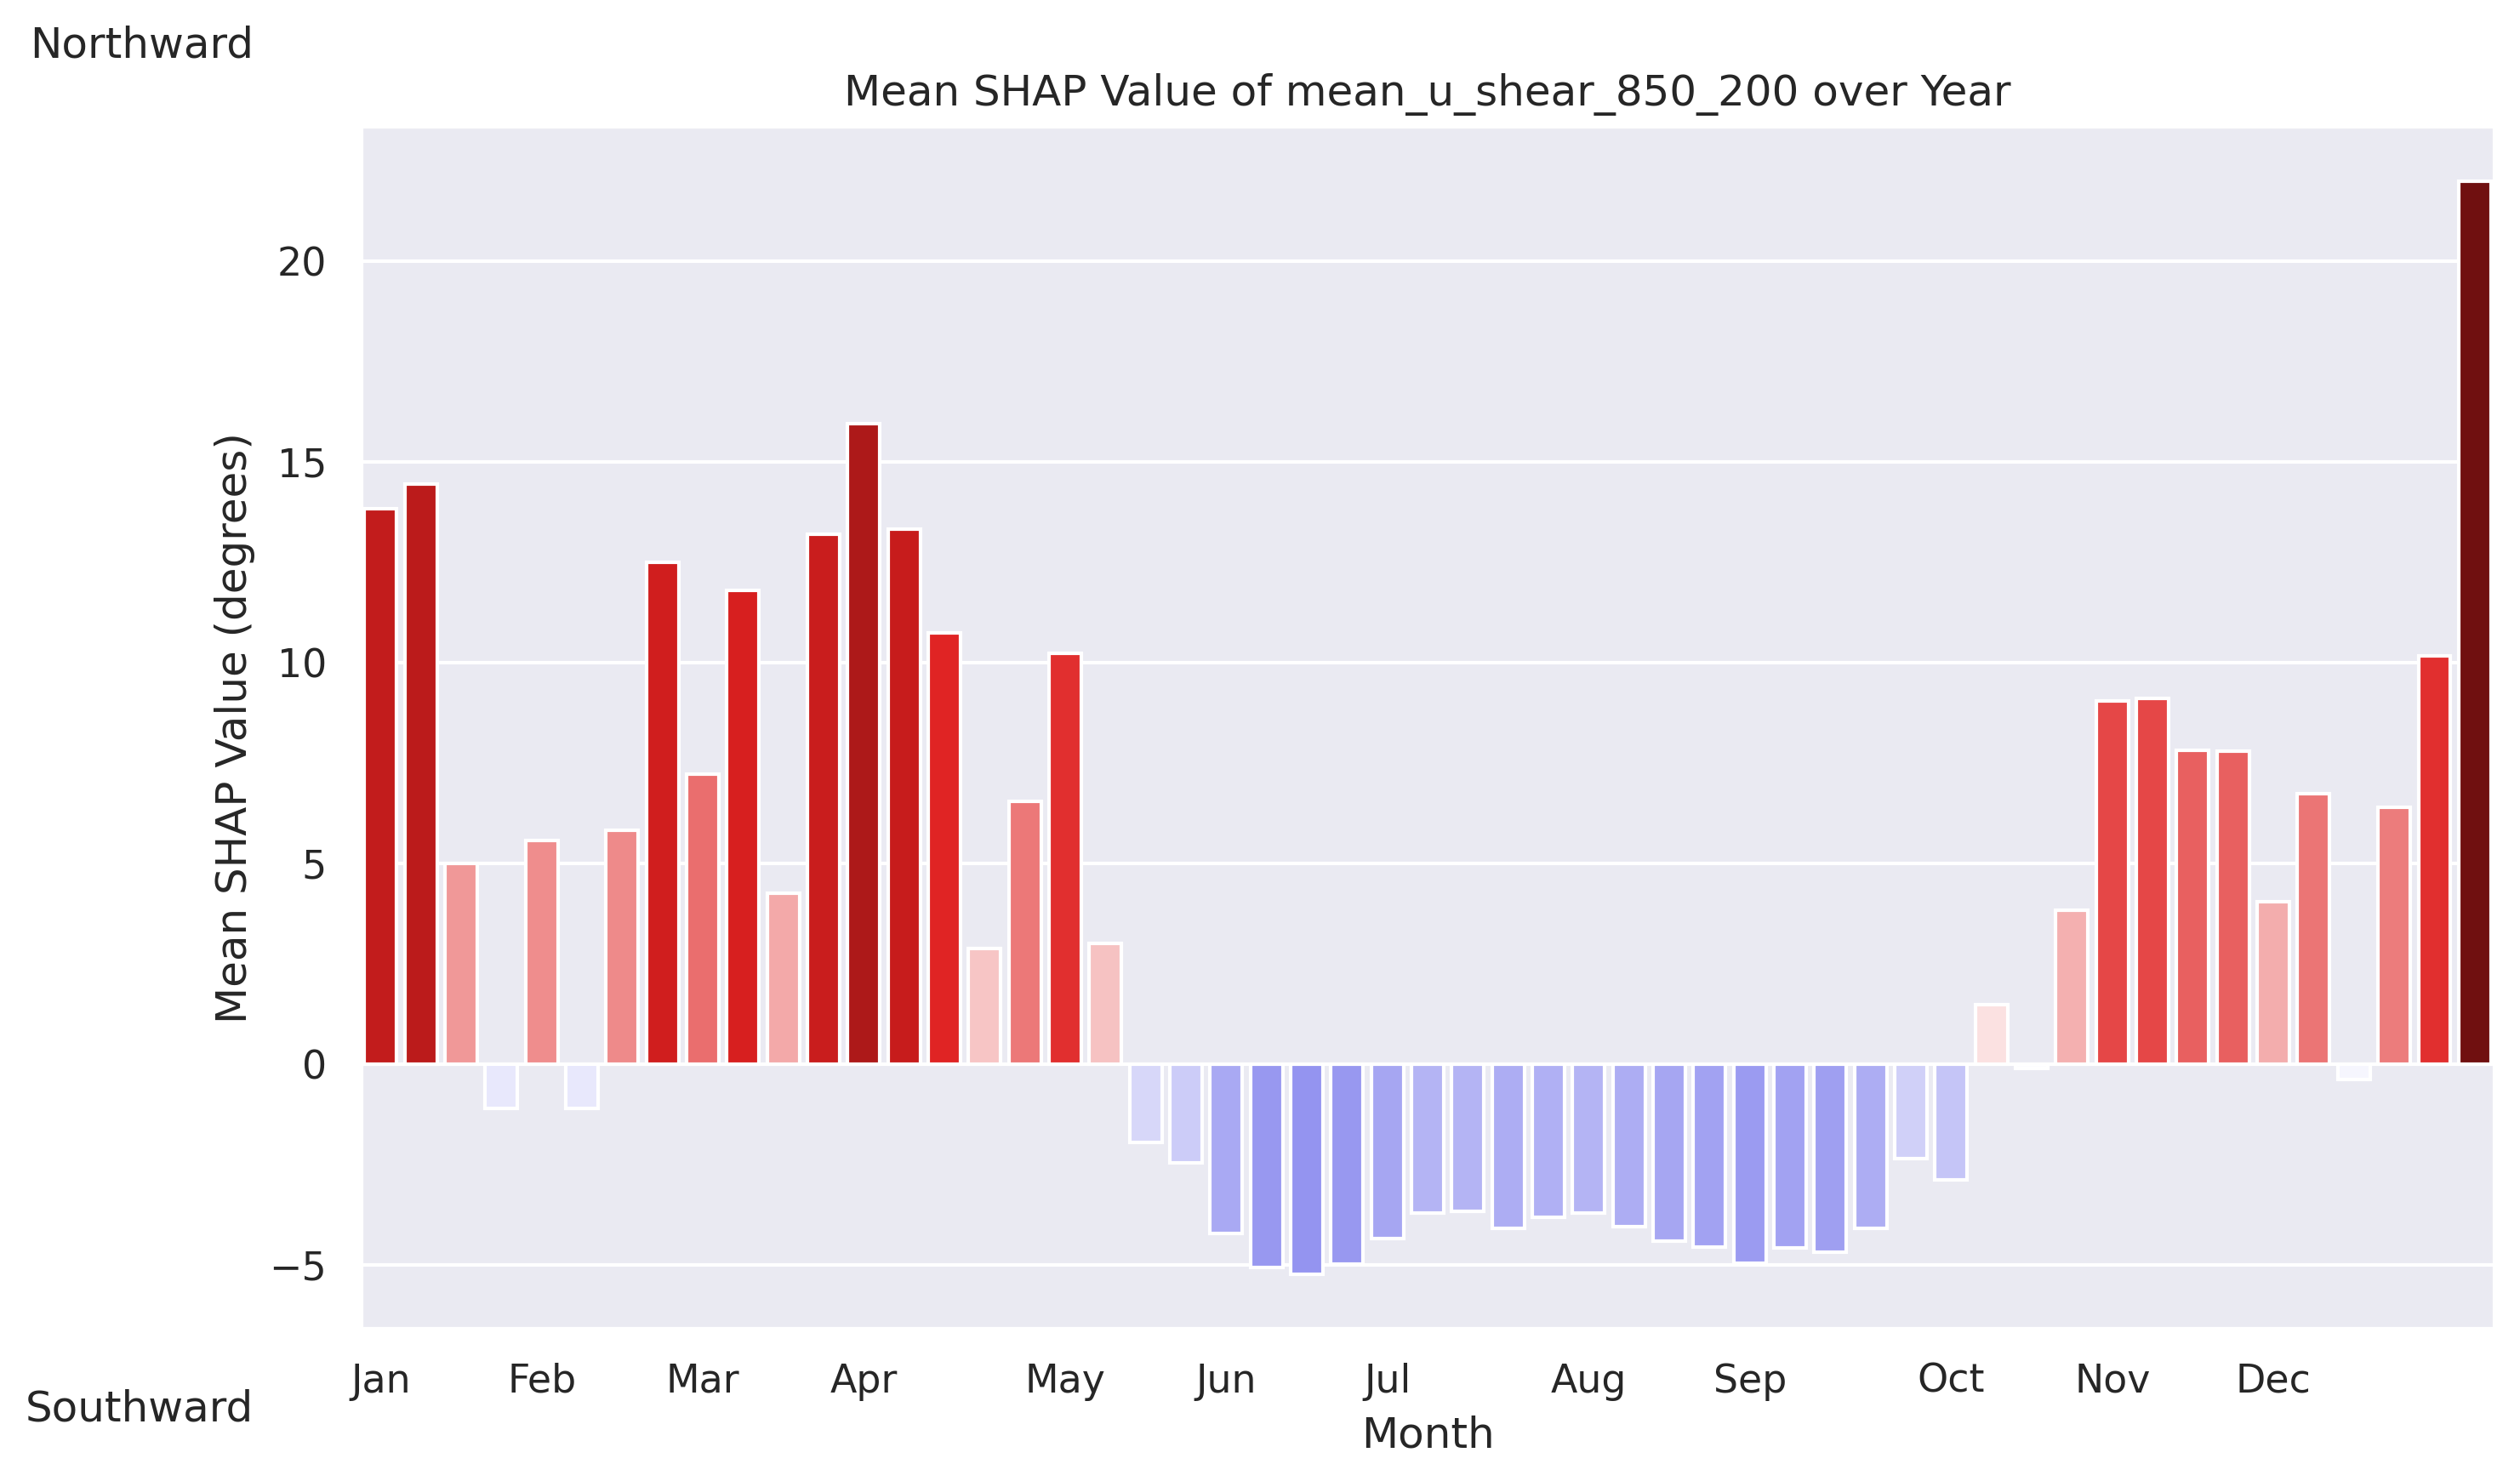 Northward
Mean SHAP Value of mean_u_shear_850_200 over Year
Mean SHAP Value (degrees)
20
15
10
5
0
−5
Jan Feb Mar Apr May Jun Jul Aug Sep Oct Nov Dec
Southward
Month